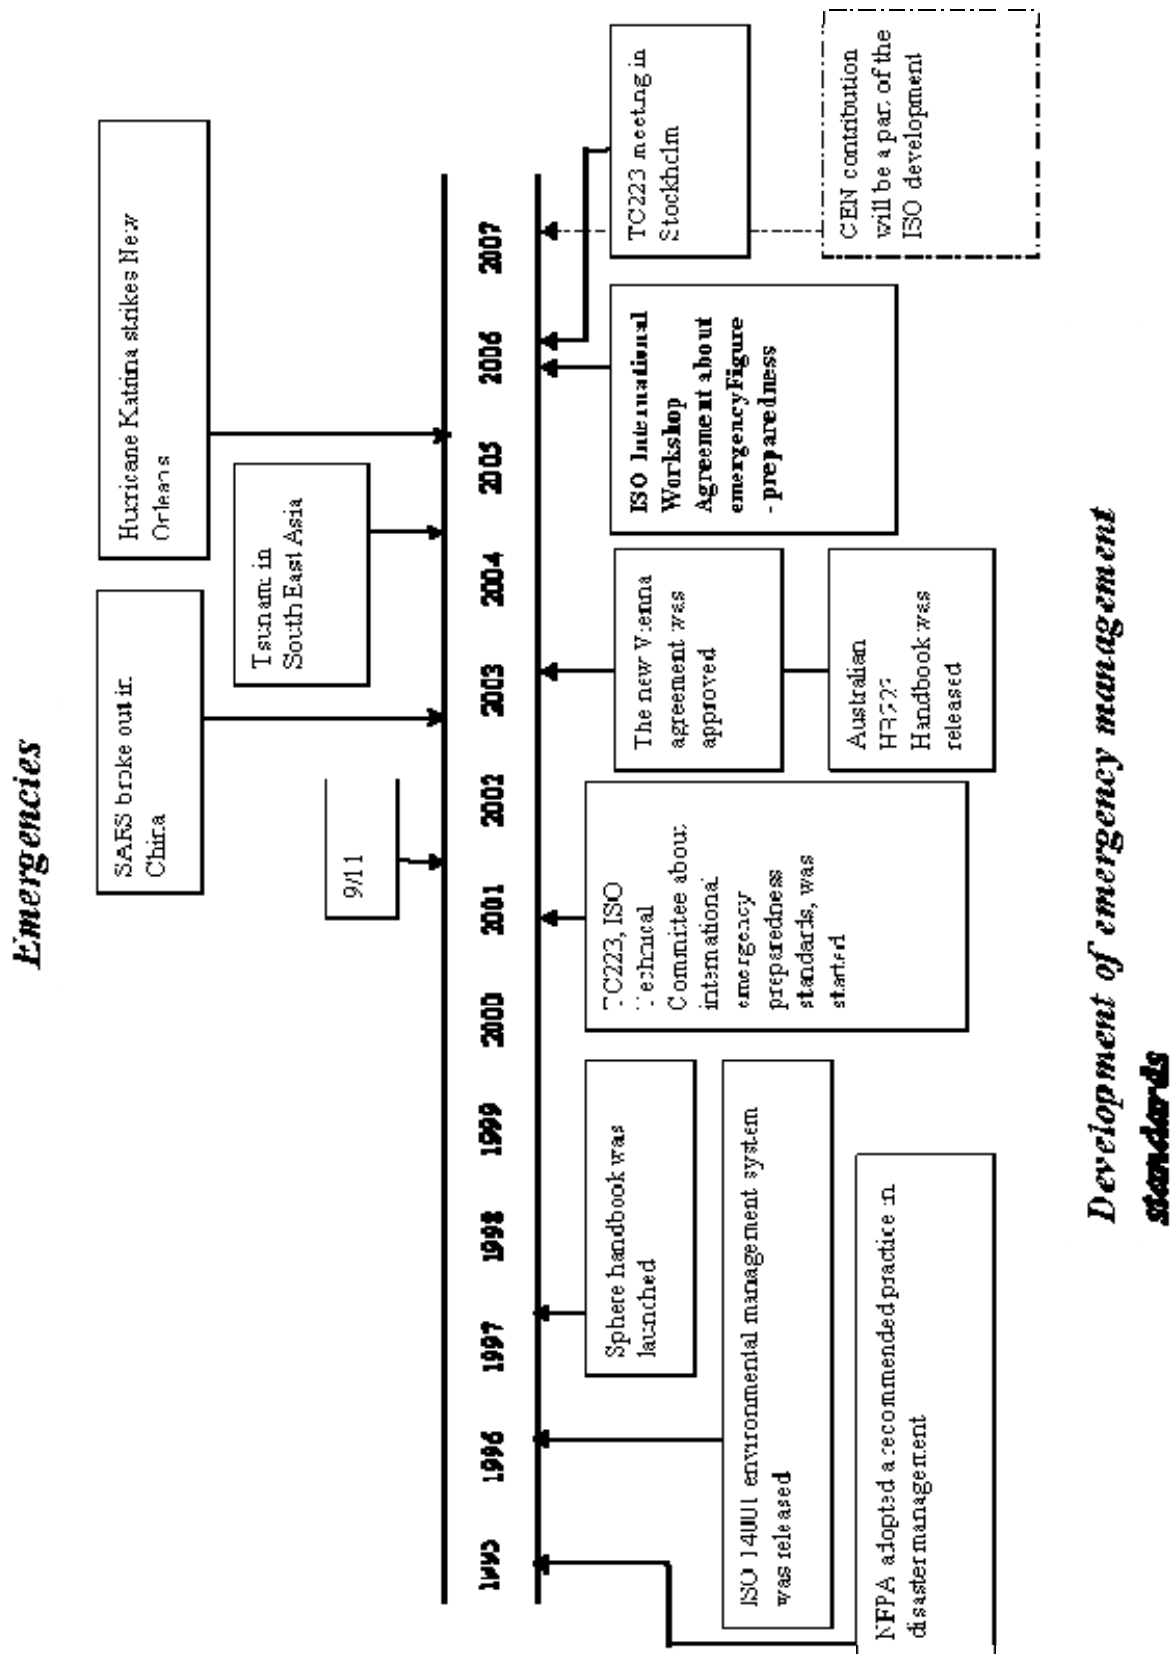 Emergencies
SARS broke out in
China
Hurricane Katrina strikes New
Orleans
9/11
Tsunami in
South East Asia
1995
1996
1997
1998
1999
2000
2001
2002
2003
2004
2005
2006
2007
NFPA adopted a recommended practice in
disaster management
ISO 14001 environmental management system
was released
Sphere handbook was
launched
TC223, ISO
Technical
Committee about
international
emergency
preparedness
standards, was
started
The new Vienna
agreement was
approved
Australian
Handbook was
released
ISO International
Workshop
Agreement about
emergencyFigure
- preparedness
TC223 meeting in
Stockholm
CEN contribution
will be a part of the
ISO development
Development of emergency management
standards